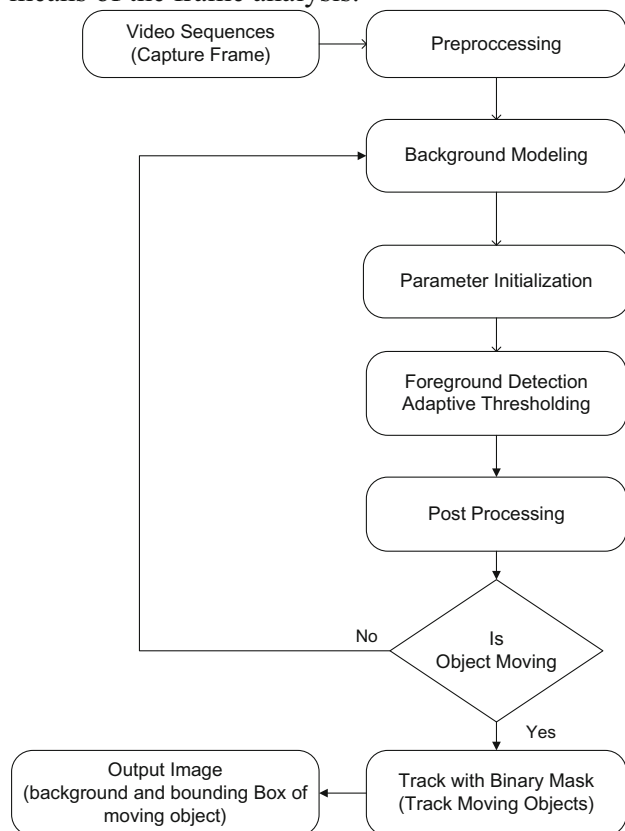 means of the frame analysis.
Video Sequences
(Capture Frame)
Preproccessing
Background Modeling
Parameter Initialization
Foreground Detection
Adaptive Thresholding
Post Processing
No
Is
Object Moving
Yes
Output Image
(background and bounding Box of
moving object)
Track with Binary Mask
(Track Moving Objects)